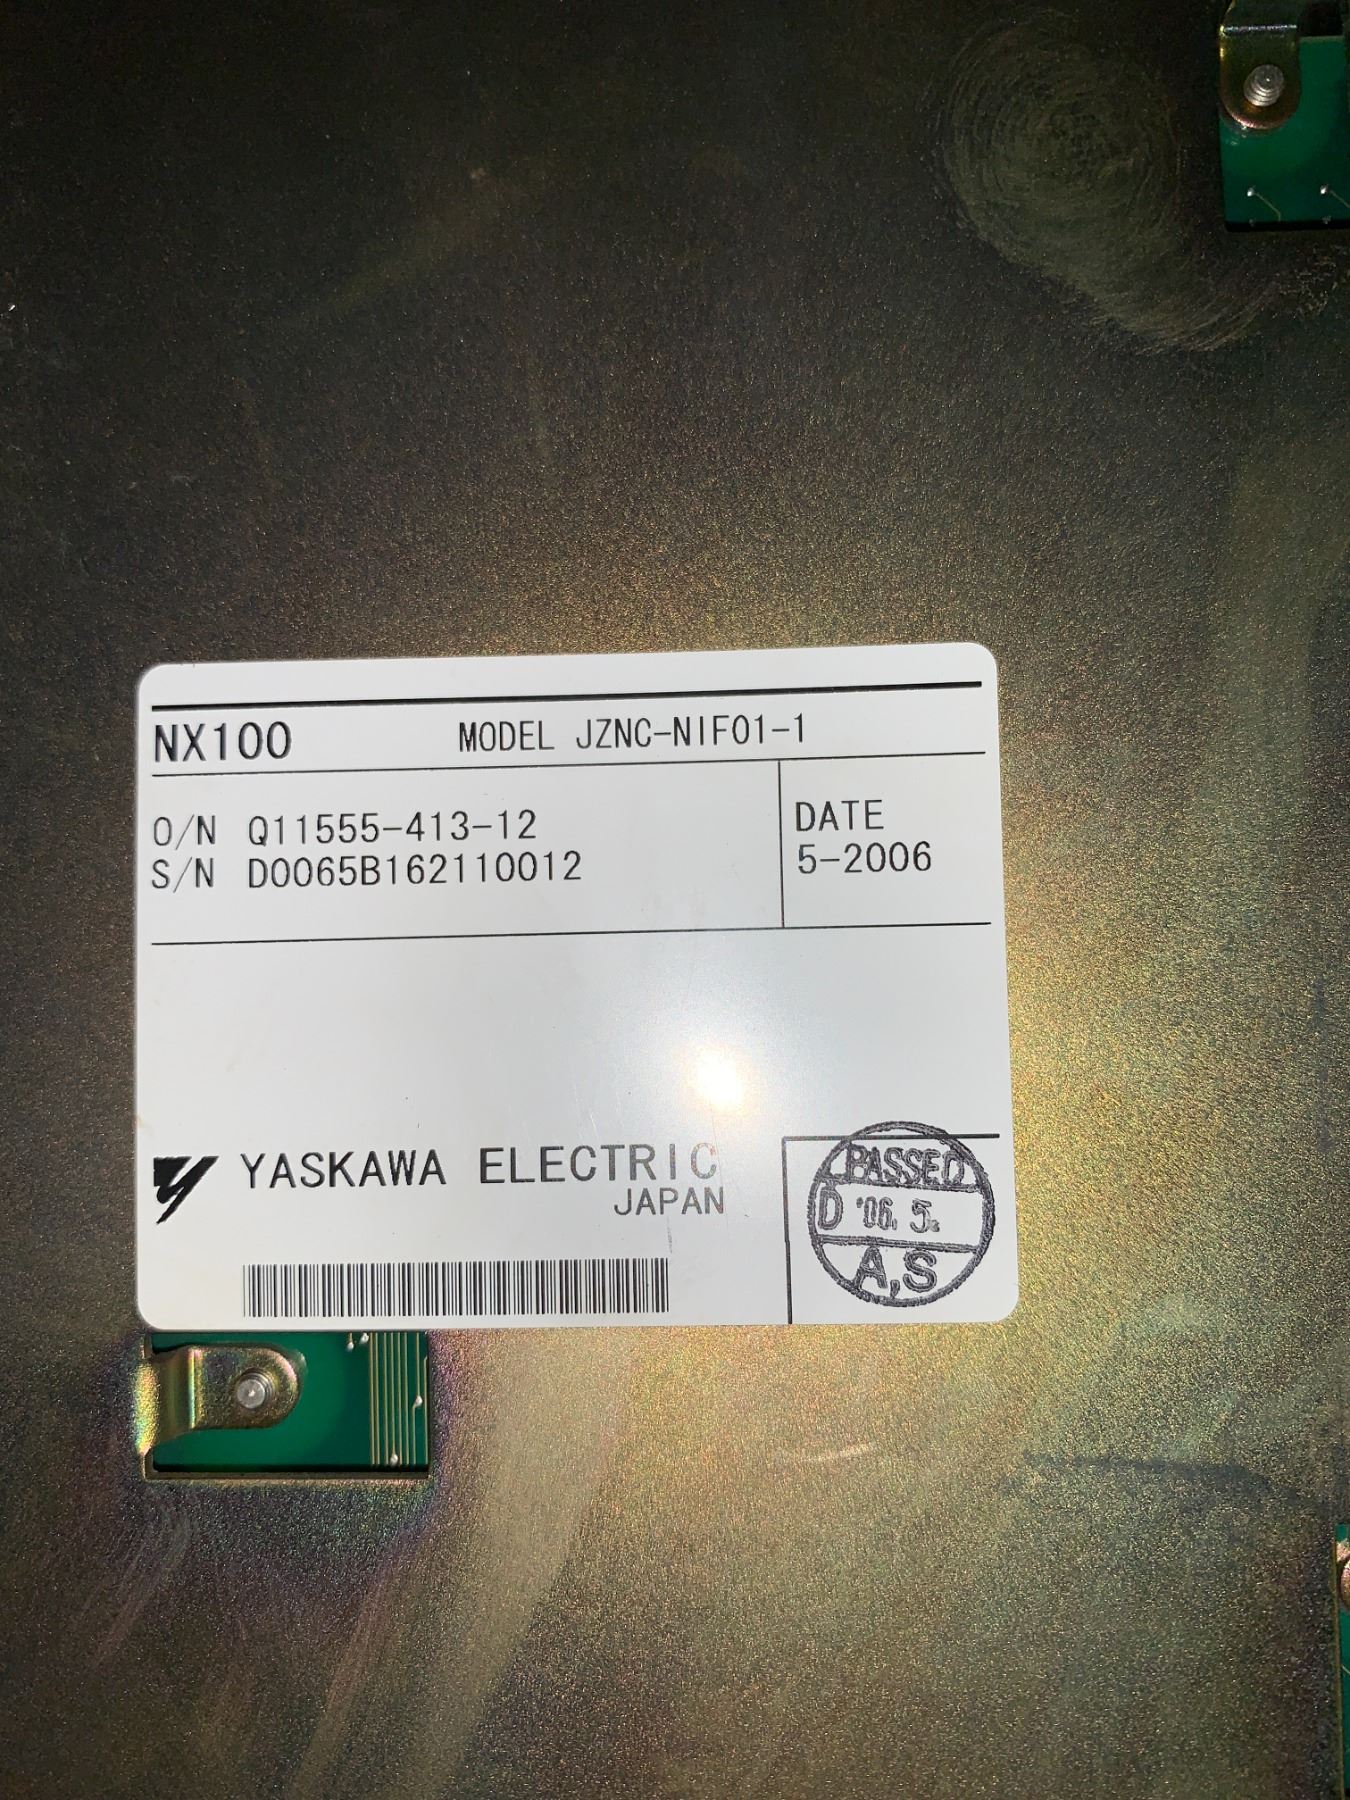 NX100 MODEL JZNC-NIF01-1
O/N Q11555-413-12
S/N D0065B162110012
DATE
5-2006
YASKAWA ELECTRIC
JAPAN
PASSED
D '06. 5.
A,S